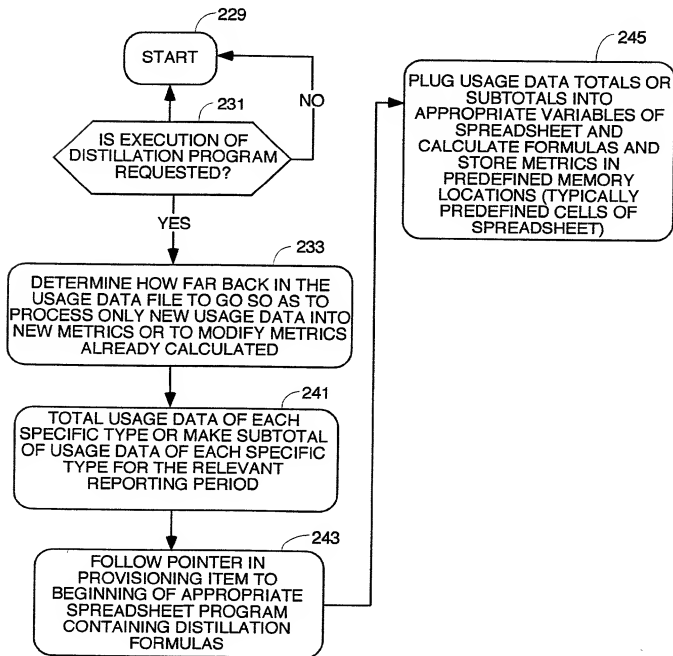 229
START
NO
231
IS EXECUTION OF
DISTILLATION PROGRAM
REQUESTED?
YES
233
DETERMINE HOW FAR BACK IN THE
USAGE DATA FILE TO GO SO AS TO
PROCESS ONLY NEW USAGE DATA INTO
NEW METRICS OR TO MODIFY METRICS
ALREADY CALCULATED
241
TOTAL USAGE DATA OF EACH
SPECIFIC TYPE OR MAKE SUBTOTAL
OF USAGE DATA OF EACH SPECIFIC
TYPE FOR THE RELEVANT
REPORTING PERIOD
243
FOLLOW POINTER IN
PROVISIONING ITEM TO
BEGINNING OF APPROPRIATE
SPREADSHEET PROGRAM
CONTAINING DISTILLATION
FORMULAS
245
PLUG USAGE DATA TOTALS OR
SUBTOTALS INTO
APPROPRIATE VARIABLES OF
SPREADSHEET AND
CALCULATE FORMULAS AND
STORE METRICS IN
PREDEFINED MEMORY
LOCATIONS (TYPICALLY
PREDEFINED CELLS OF
SPREADSHEET)